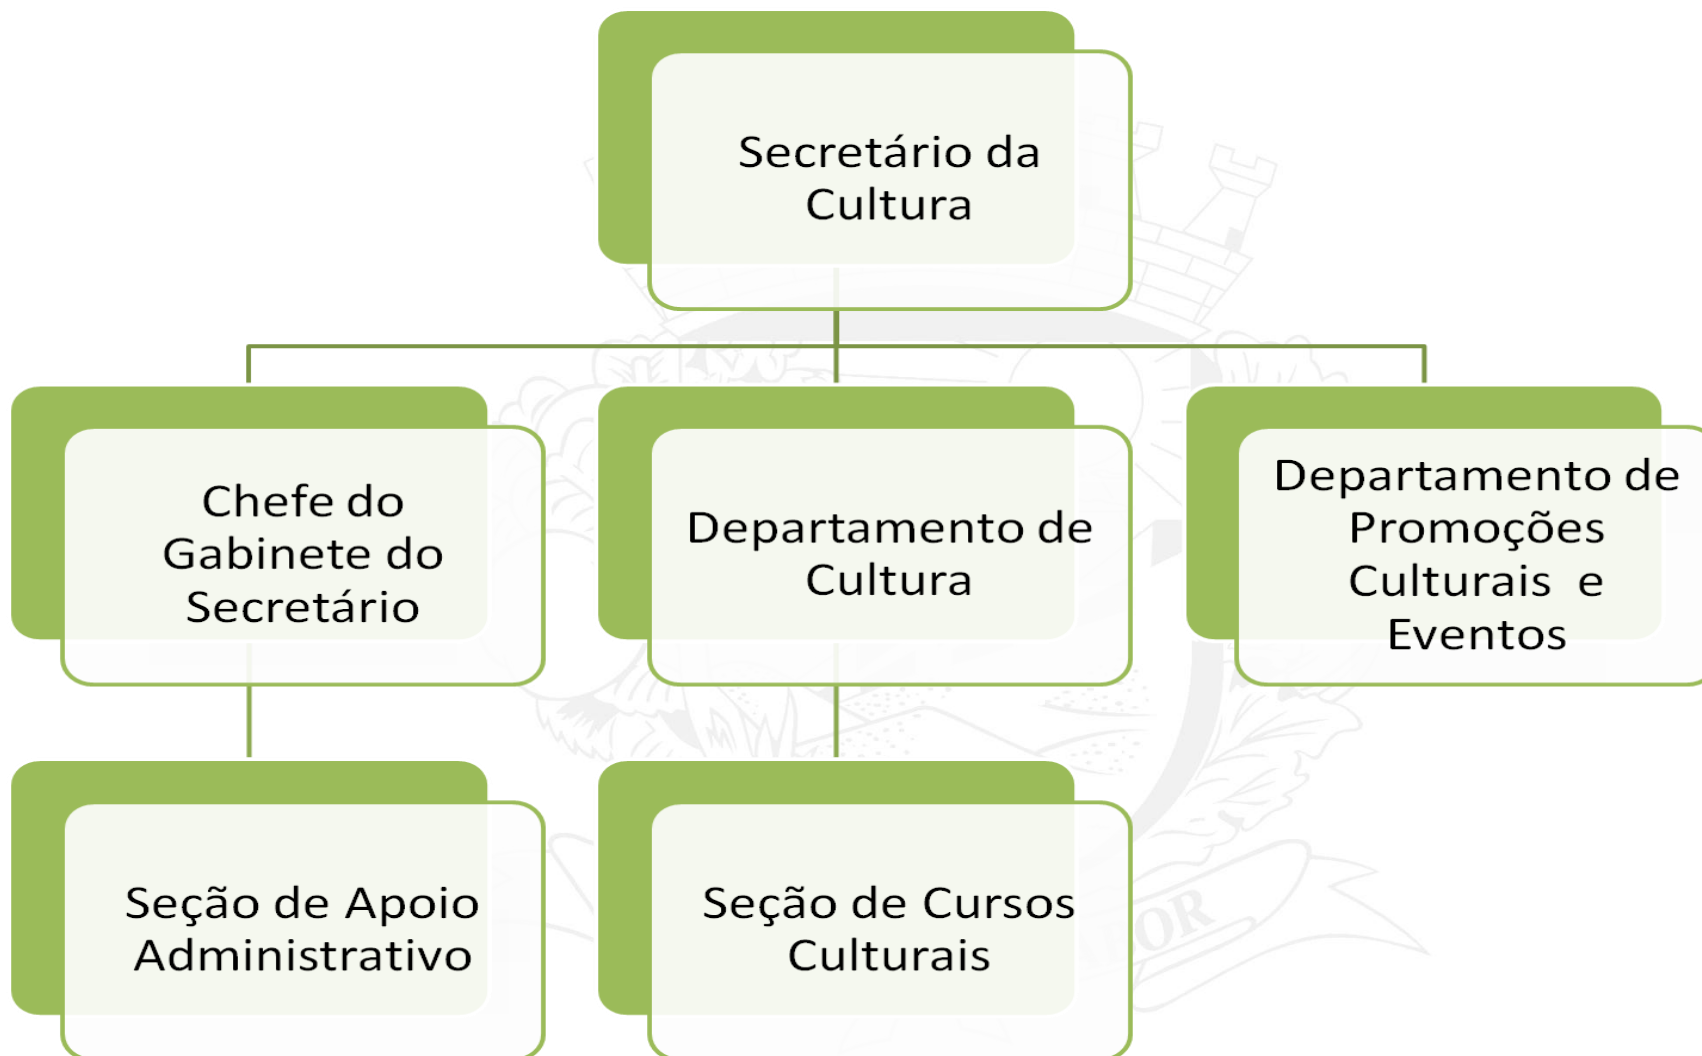 Secretário da
Cultura
Chefe do
Gabinete do
Secretário
Departamento de
Cultura
Departamento de
Promoções
Culturais  e
Eventos
Seção de Apoio
Administrativo
Seção de Cursos
Culturais